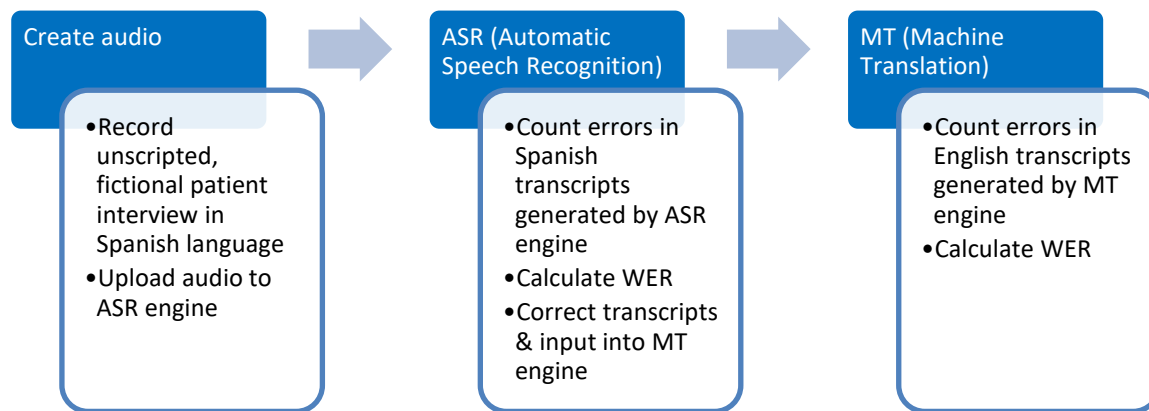 Create audio
•Record
unscripted,
fictional patient
interview in
Spanish language
•Upload audio to
ASR engine
ASR (Automatic
Speech Recognition)
•Count errors in
Spanish
transcripts
generated by ASR
engine
•Calculate WER
•Correct transcripts
& input into MT
engine
MT (Machine
Translation)
•Count errors in
English transcripts
generated by MT
engine
•Calculate WER